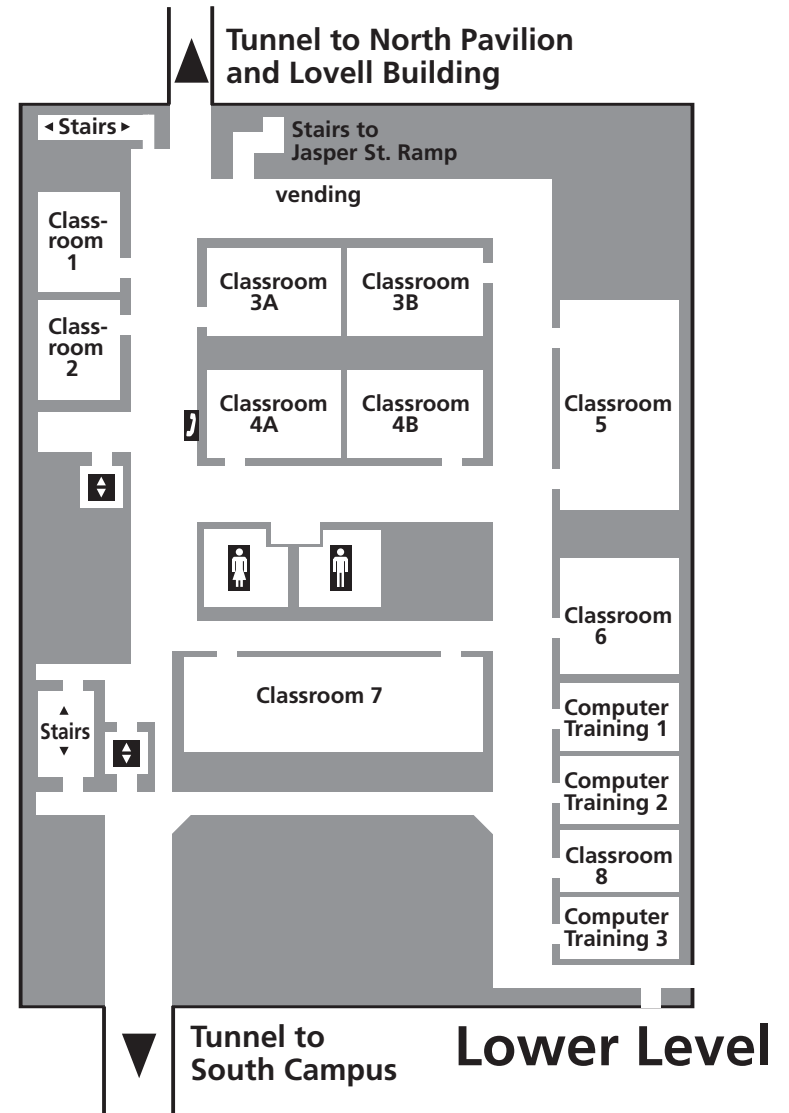 Tunnel to North Pavilion
and Lovell Building
Stairs
Stairs to
Jasper St. Ramp
vending
Class-
room
1
Classroom
3A
Classroom
3B
Class-
room
2
Classroom
4A
Classroom
4B
Classroom
5
Classroom
6
Classroom 7
Stairs
Computer
Training 1
Computer
Training 2
Classroom
8
Computer
Training 3
Tunnel to
South Campus
Lower Level